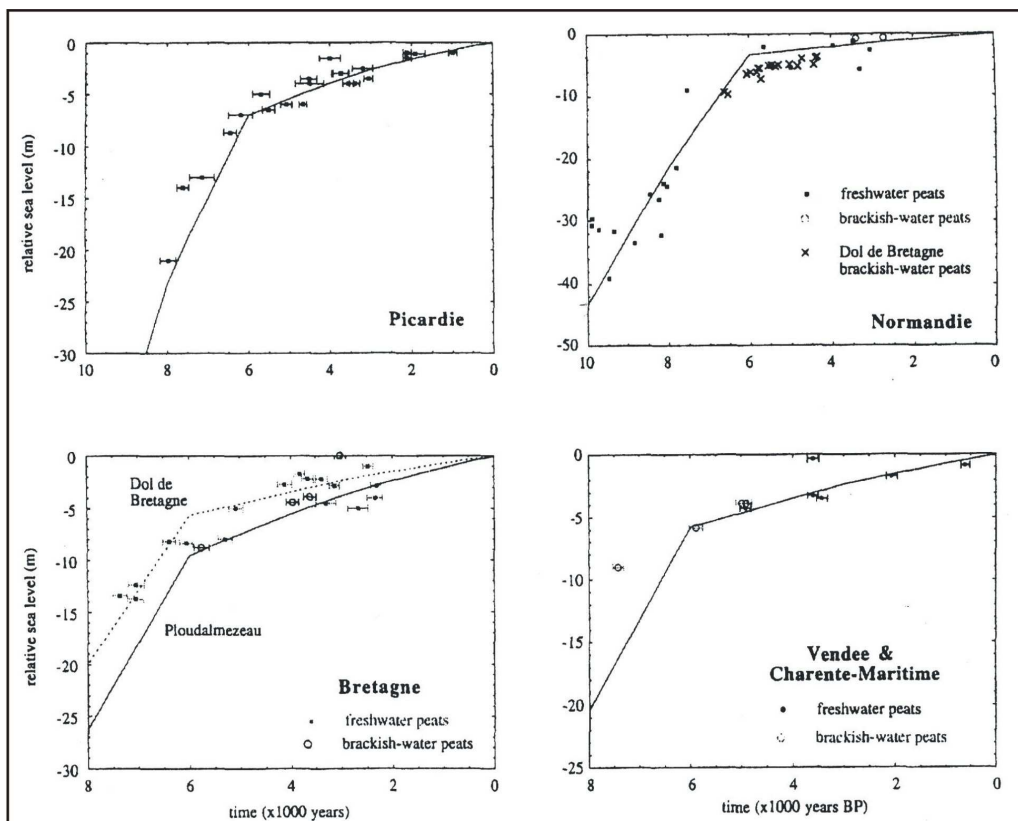 0
-5
-10
-15
-20
-25
-30
relative sea level (m)
Picardie
10
8
6
4
2
0
0
-10
-20
-30
-40
-50
freshwater peats
brackish-water peats
Dol de Bretagne
brackish-water peats
Normandie
10
8
6
4
2
0
0
-5
-10
-15
-20
-25
-30
relative sea level (m)
Dol de
Bretagne
Ploudalmezeau
Bretagne
freshwater peats
brackish-water peats
8
6
4
2
0
time (x1000 years)
0
-5
-10
-15
-20
-25
Vendee &
Charente-Maritime
freshwater peats
brackish-water peats
8
6
4
2
0
time (x1000 years BP)